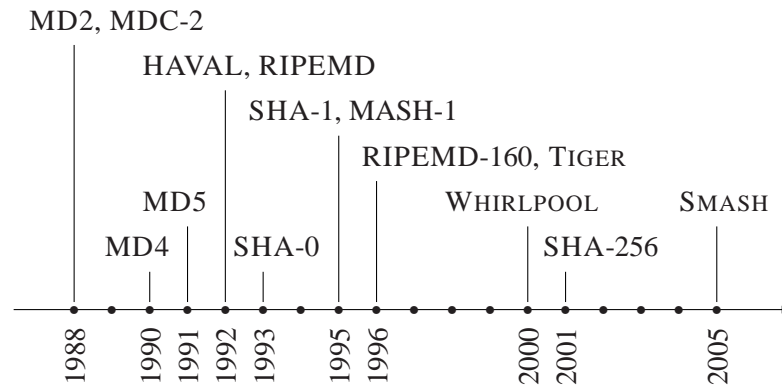 MD2, MDC-2
HAVAL, RIPEMD
SHA-1, MASH-1
RIPEMD-160, TIGER
MD5
WHIRLPOOL
SMASH
MD4
SHA-0
SHA-256
1988
1990
1991
1992
1993
1995
1996
2000
2001
2005